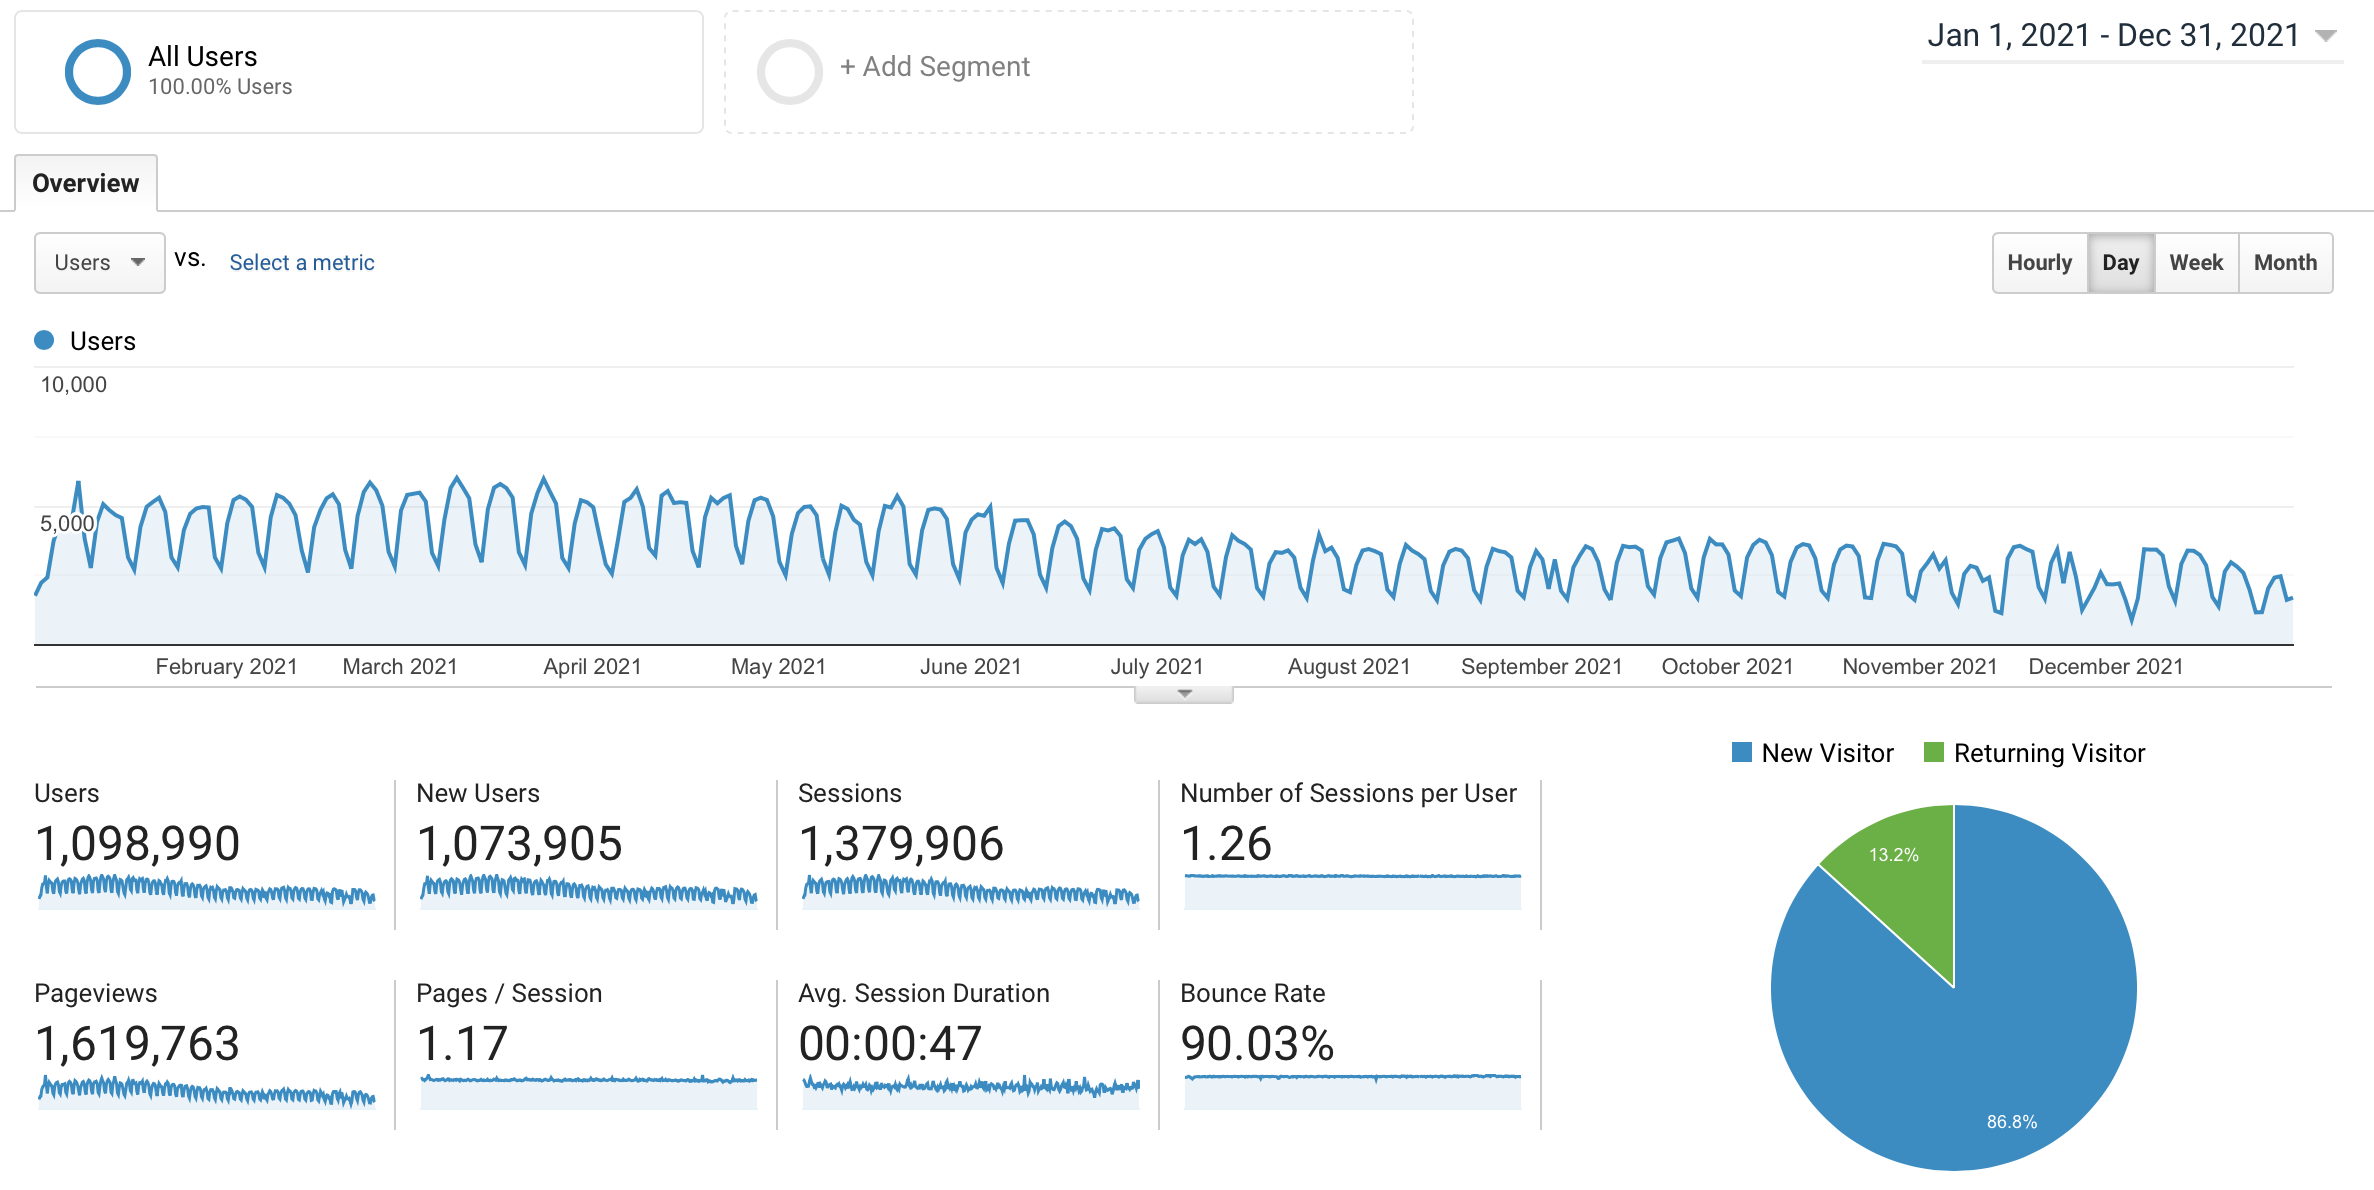 All Users
100.00% Users
+ Add Segment
Jan 1, 2021 - Dec 31, 2021
Overview
Users
vs.
Select a metric
Hourly
Day
Week
Month
Users
10,000
5,000
February 2021
March 2021
April 2021
May 2021
June 2021
July 2021
August 2021
September 2021
October 2021
November 2021
December 2021
New Visitor
Returning Visitor
Users
1,098,990
New Users
1,073,905
Sessions
1,379,906
Number of Sessions per User
1.26
Pageviews
1,619,763
Pages / Session
1.17
Avg. Session Duration
00:00:47
Bounce Rate
90.03%
13.2%
86.8%